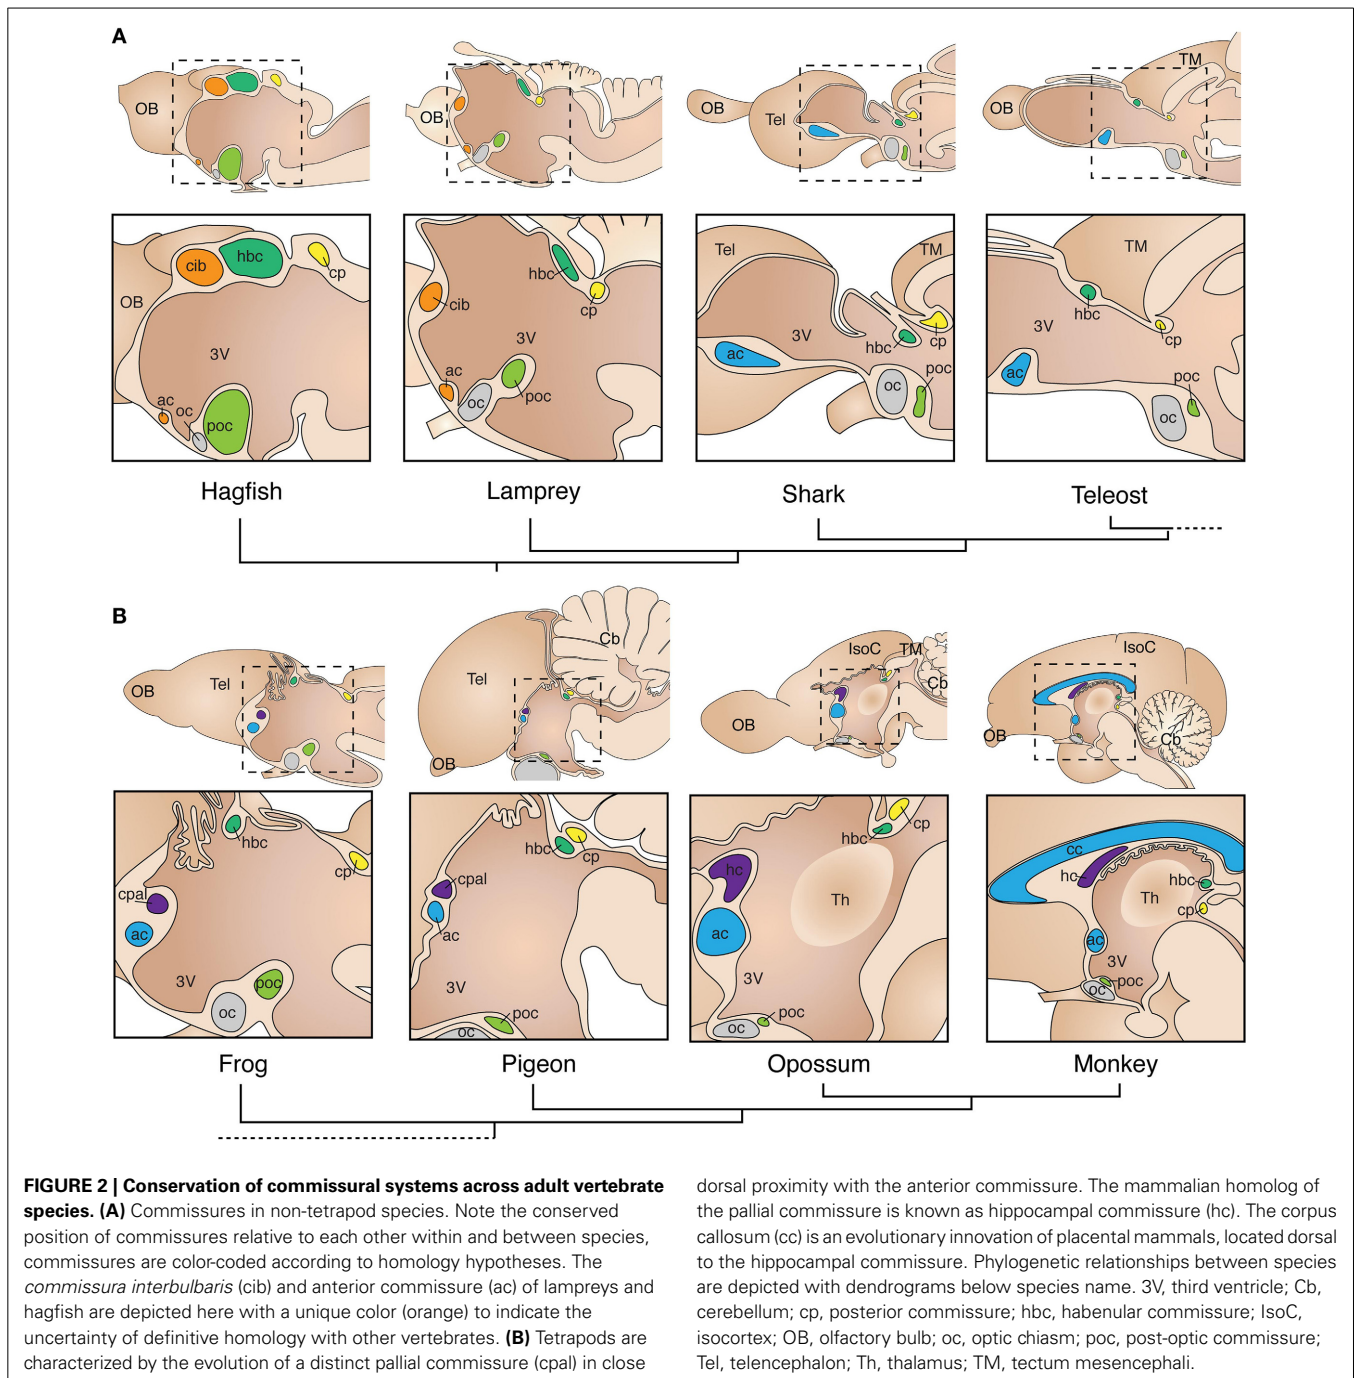 A
OB
OB
OB
Tel
OB
TM
cib
hbc
cp
OB
3V
ac
oc
poc
hbc
cib
cp
3V
ac
oc
poc
Tel
TM
3V
ac
hbc
cp
poc
oc
TM
hbc
3V
cp
ac
poc
oc
Hagfish
Lamprey
Shark
Teleost
B
OB
Tel
Cb
Tel
OB
IsoC
TM
Cb
OB
IsoC
OB
Cb
hbc
cp
cpal
ac
3V
poc
oc
hbc
cp
cpal
ac
3V
poc
oc
cp
hbc
hc
Th
ac
3V
poc
oc
cc
hc
hbc
Th
cp
ac
3V
poc
oc
Frog
Pigeon
Opossum
Monkey
FIGURE 2 | Conservation of commissural systems across adult vertebrate
species. (A) Commissures in non-tetrapod species. Note the conserved
position of commissures relative to each other within and between species,
commissures are color-coded according to homology hypotheses. The
commissura interbulbaris (cib) and anterior commissure (ac) of lampreys and
hagfish are depicted here with a unique color (orange) to indicate the
uncertainty of definitive homology with other vertebrates. (B) Tetrapods are
characterized by the evolution of a distinct pallial commissure (cpal) in close
dorsal proximity with the anterior commissure. The mammalian homolog of
the pallial commissure is known as hippocampal commissure (hc). The corpus
callosum (cc) is an evolutionary innovation of placental mammals, located dorsal
to the hippocampal commissure. Phylogenetic relationships between species
are depicted with dendrograms below species name. 3V, third ventricle; Cb,
cerebellum; cp, posterior commissure; hbc, habenular commissure; IsoC,
isocortex; OB, olfactory bulb; oc, optic chiasm; poc, post-optic commissure;
Tel, telencephalon; Th, thalamus; TM, tectum mesencephali.